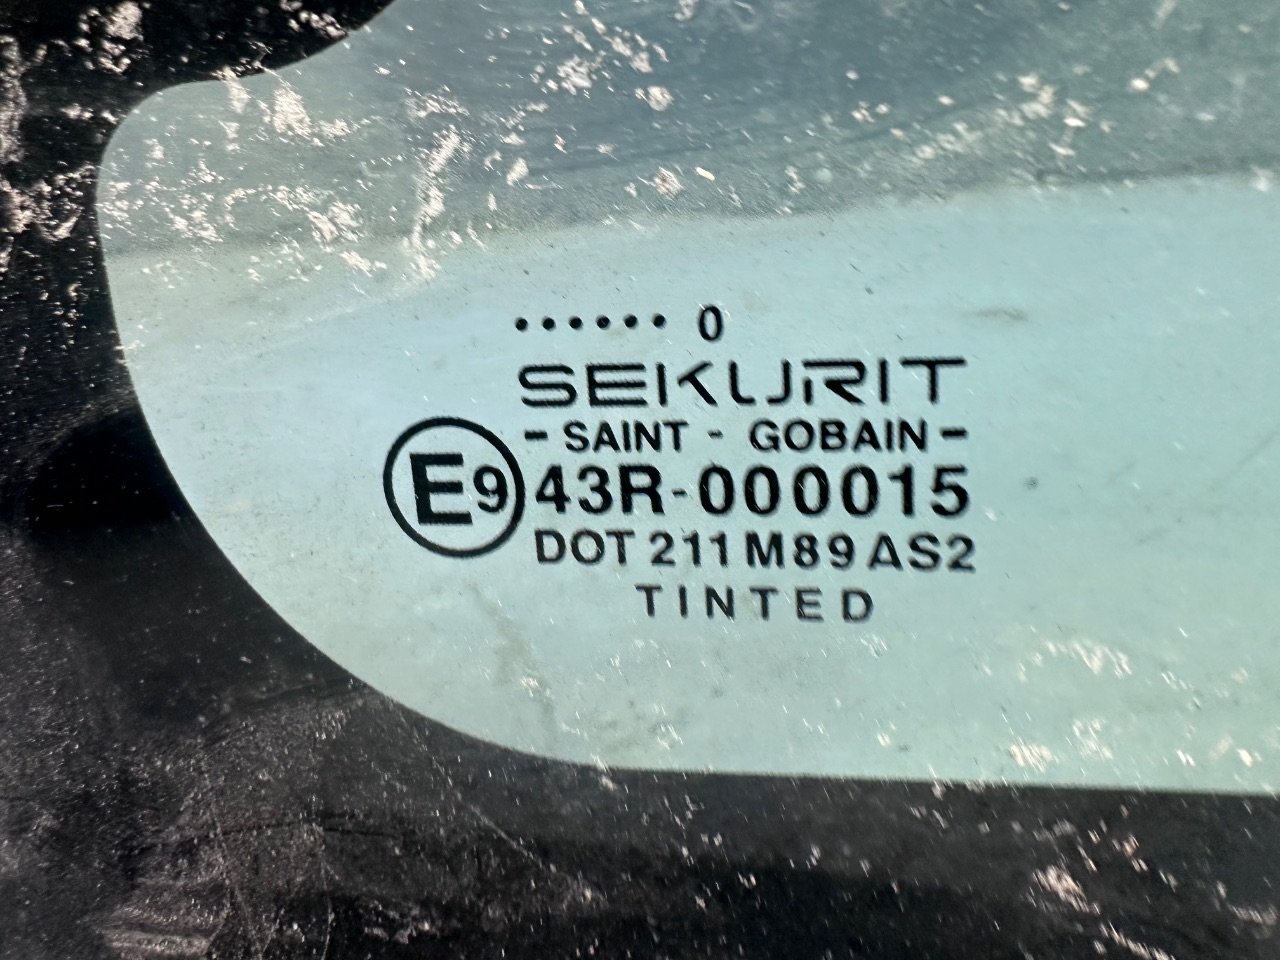 ...... 0
SEKURIT
- SAINT - GOBAIN -
E9 43R-000015
DOT 211 M89 AS2
TINTED